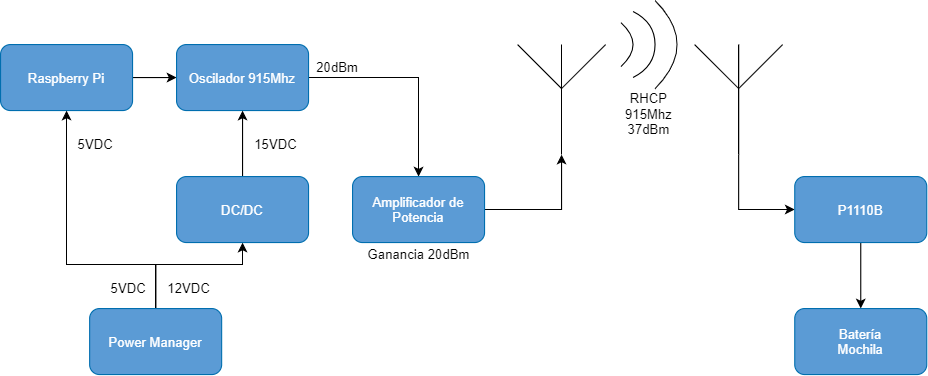 Raspberry Pi
Oscilador 915Mhz
20dBm
RHCP
915Mhz
37dBm
5VDC
15VDC
DC/DC
Amplificador de
Potencia
P1110B
Ganancia 20dBm
5VDC
12VDC
Power Manager
Batería
Mochila